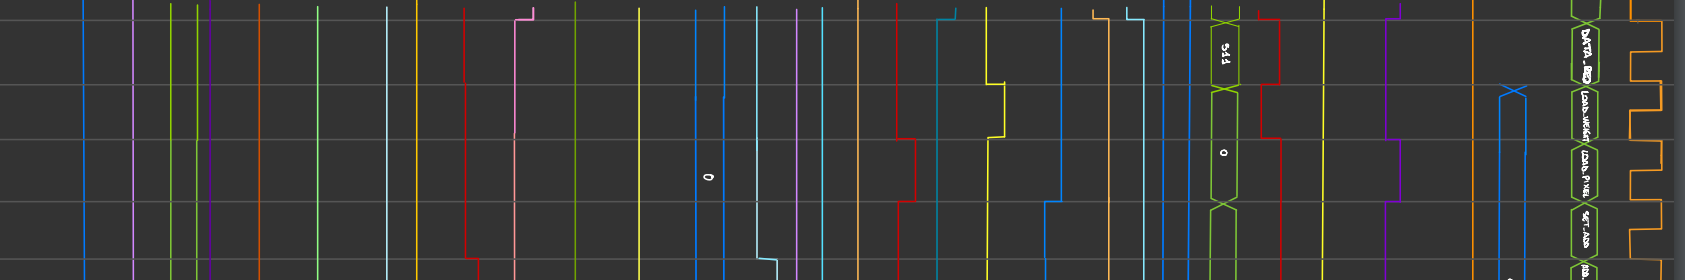 511
DATA_REQ
LOAD_WEIGHT
0
LOAD_PIXEL
0
SET_ADD